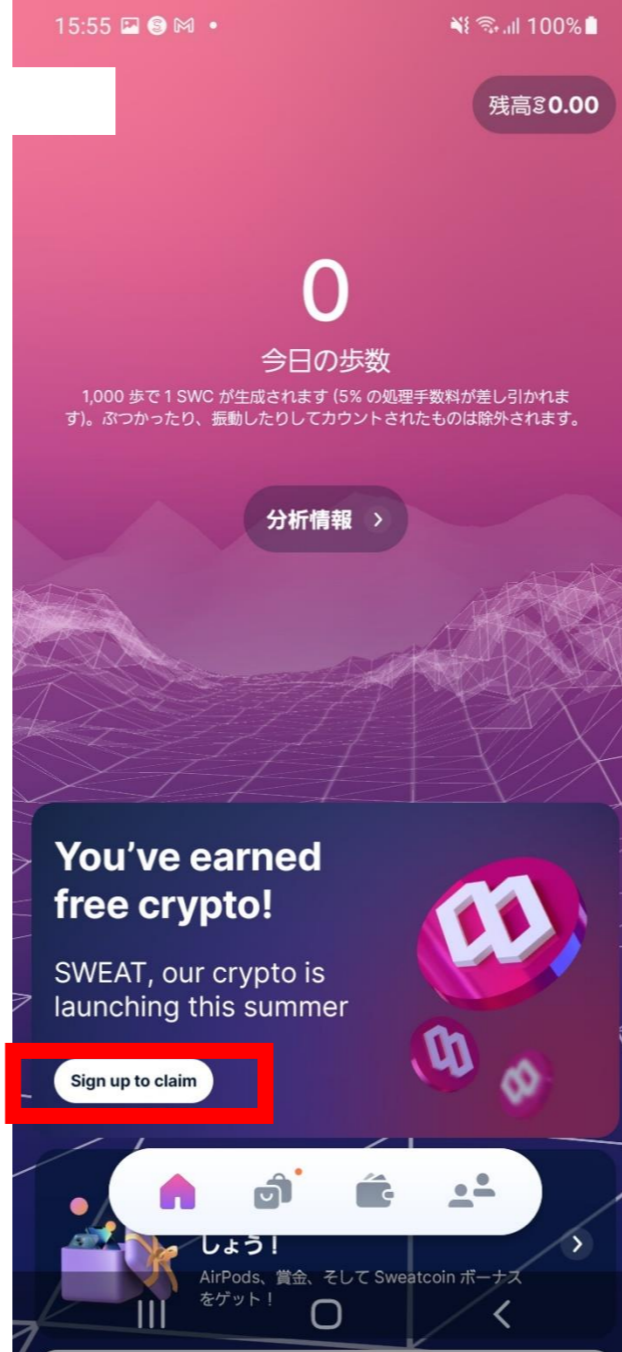 15:55
100%
残高 0.00
0
今日の歩数
1,000 歩で 1 SWC が生成されます (5% の処理手数料が差し引かれま
す)。ぶつかったり、振動したりしてカウントされたものは除外されます。
分析情報
You've earned
free crypto!
SWEAT, our crypto is
launching this summer
Sign up to claim
しょう！
AirPods、賞金、そして Sweatcoin ボーナス
をゲット！